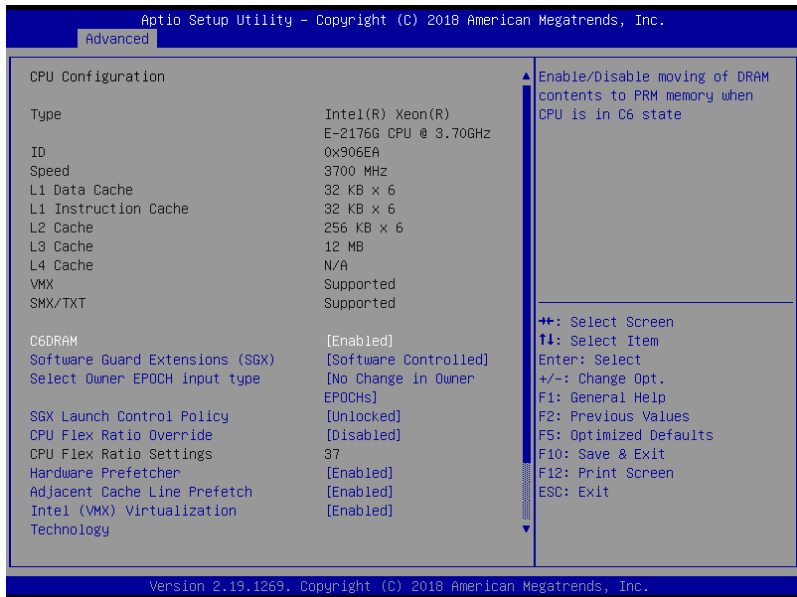 Aptio Setup Utility – Copyright (C) 2018 American Megatrends, Inc.
Advanced
CPU Configuration
Type Intel(R) Xeon(R)
E-2176G CPU @ 3.70GHz
ID 0x906EA
Speed 3700 MHz
L1 Data Cache 32 KB x 6
L1 Instruction Cache 32 KB x 6
L2 Cache 256 KB x 6
L3 Cache 12 MB
L4 Cache N/A
VMX Supported
SMX/TXT Supported
C6DRAM [Enabled]
Software Guard Extensions (SGX) [Software Controlled]
Select Owner EPOCH input type [No Change in Owner
EPOCHs]
SGX Launch Control Policy [Unlocked]
CPU Flex Ratio Override [Disabled]
CPU Flex Ratio Settings 37
Hardware Prefetcher [Enabled]
Adjacent Cache Line Prefetch [Enabled]
Intel (VMX) Virtualization [Enabled]
Technology
Enable/Disable moving of DRAM
contents to PRM memory when
CPU is in C6 state
→←: Select Screen
↑↓: Select Item
Enter: Select
+/-: Change Opt.
F1: General Help
F2: Previous Values
F5: Optimized Defaults
F10: Save & Exit
F12: Print Screen
ESC: Exit
Version 2.19.1269. Copyright (C) 2018 American Megatrends, Inc.